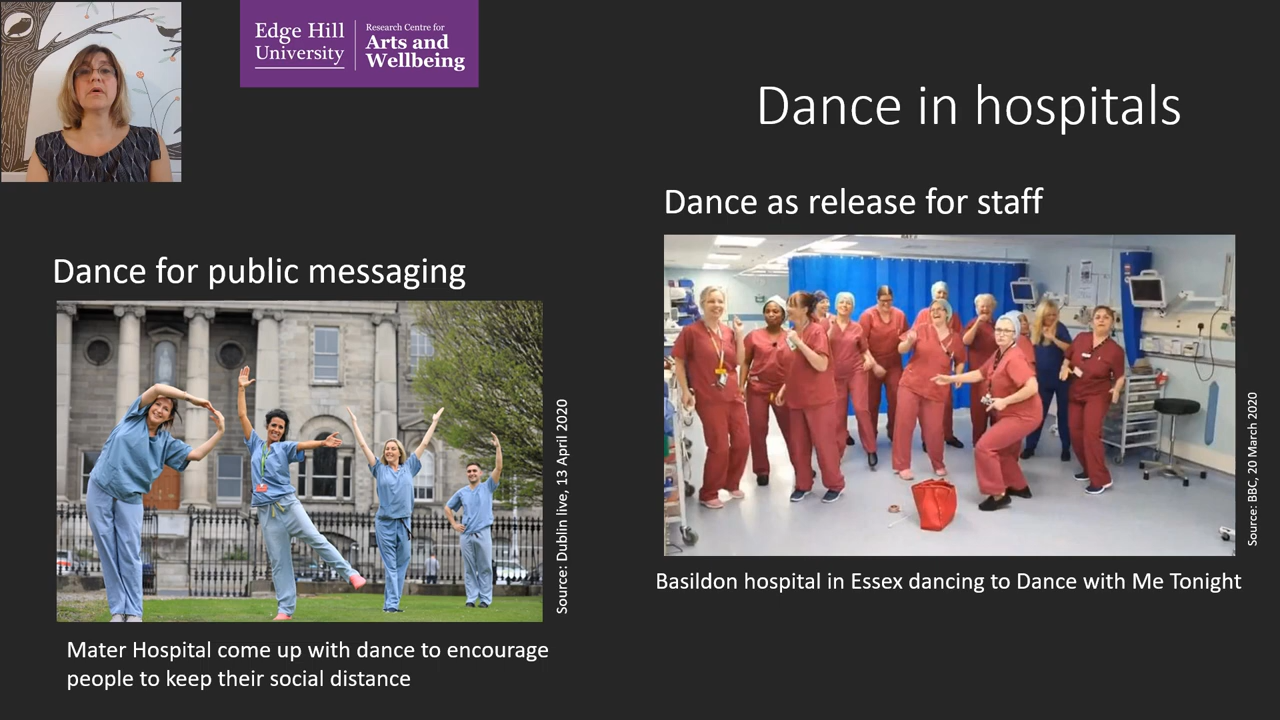 Edge Hill
University
Research Centre for
Arts and
Wellbeing
Dance in hospitals
Dance for public messaging
Source: Dublin live, 13 April 2020
Mater Hospital come up with dance to encourage
people to keep their social distance
Dance as release for staff
Source: BBC, 20 March 2020
Basildon hospital in Essex dancing to Dance with Me Tonight